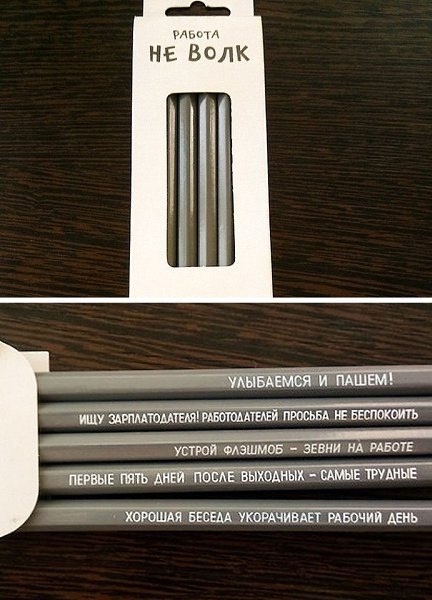 РАБОТА
НЕ ВОЛК
УЛЫБАЕМСЯ И ПАШЕМ!
ИЩУ ЗАРПЛАТОДАТЕЛЯ! РАБОТОДАТЕЛЕЙ ПРОСЬБА НЕ БЕСПОКОИТЬ
УСТРОЙ ФЛЭШМОБ – ЗЕВНИ НА РАБОТЕ
ПЕРВЫЕ ПЯТЬ ДНЕЙ ПОСЛЕ ВЫХОДНЫХ – САМЫЕ ТРУДНЫЕ
ХОРОШАЯ БЕСЕДА УКОРАЧИВАЕТ РАБОЧИЙ ДЕНЬ